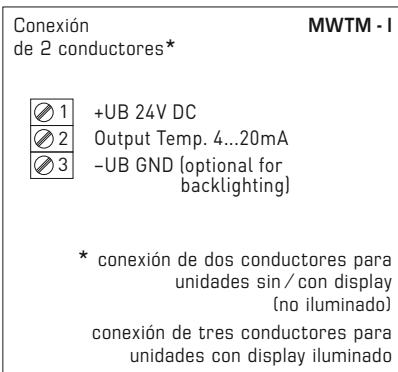 Conexión MWTM - I
de 2 conductores*
1 +UB 24V DC
2 Output Temp. 4...20mA
3 –UB GND (optional for
backlighting)
* conexión de dos conductores para
unidades sin / con display
(no iluminado)
conexión de tres conductores para
unidades con display iluminado